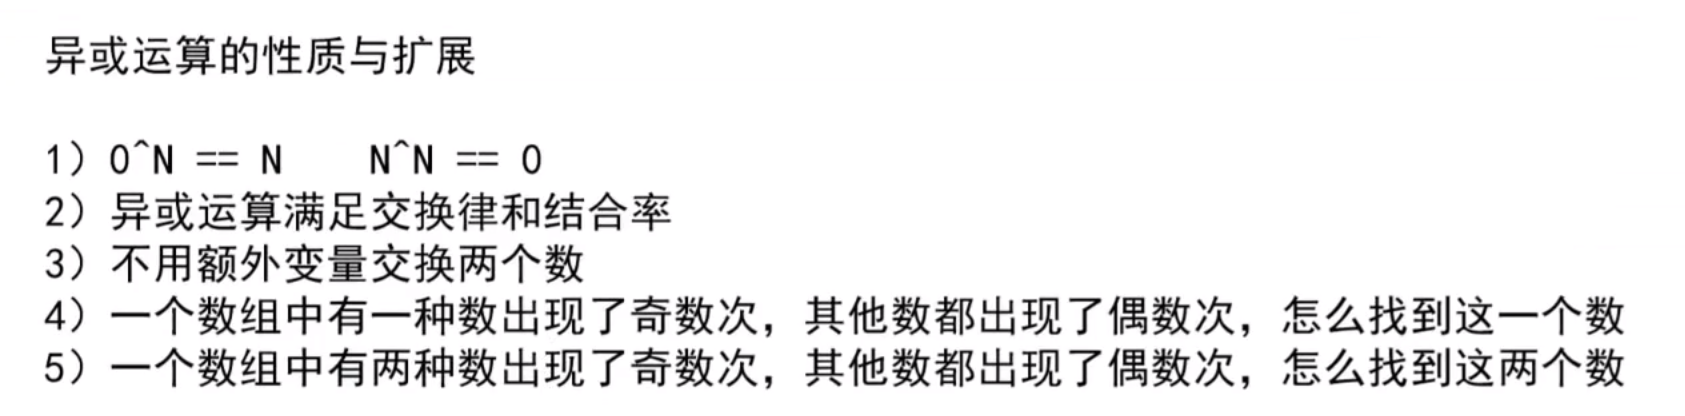 异或运算的性质与扩展
1）0^N == N    N^N == 0
2）异或运算满足交换律和结合率
3）不用额外变量交换两个数
4）一个数组中有一种数出现了奇数次，其他数都出现了偶数次，怎么找到这一个数
5）一个数组中有两种数出现了奇数次，其他数都出现了偶数次，怎么找到这两个数